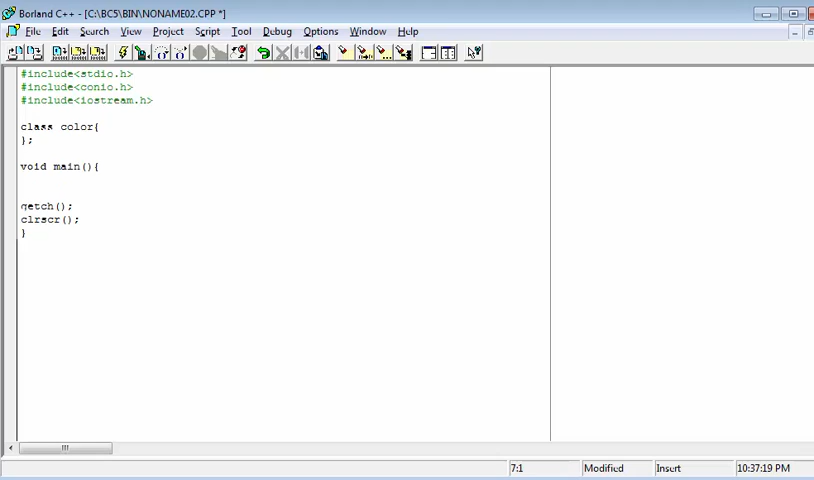 Borland C++ - [C:\BC5\BIN\NONAME02.CPP *]
File Edit Search View Project Script Tool Debug Options Window Help
#include<stdio.h>
#include<conio.h>
#include<iostream.h>
class color{
};
void main(){
getch();
clrscr();
}
7:1 Modified Insert 10:37:19 PM